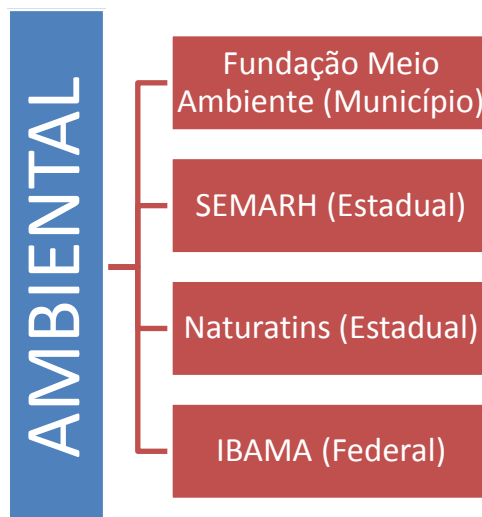 AMBIENTAL
Fundação Meio
Ambiente (Município)
SEMARH (Estadual)
Naturatins (Estadual)
IBAMA (Federal)